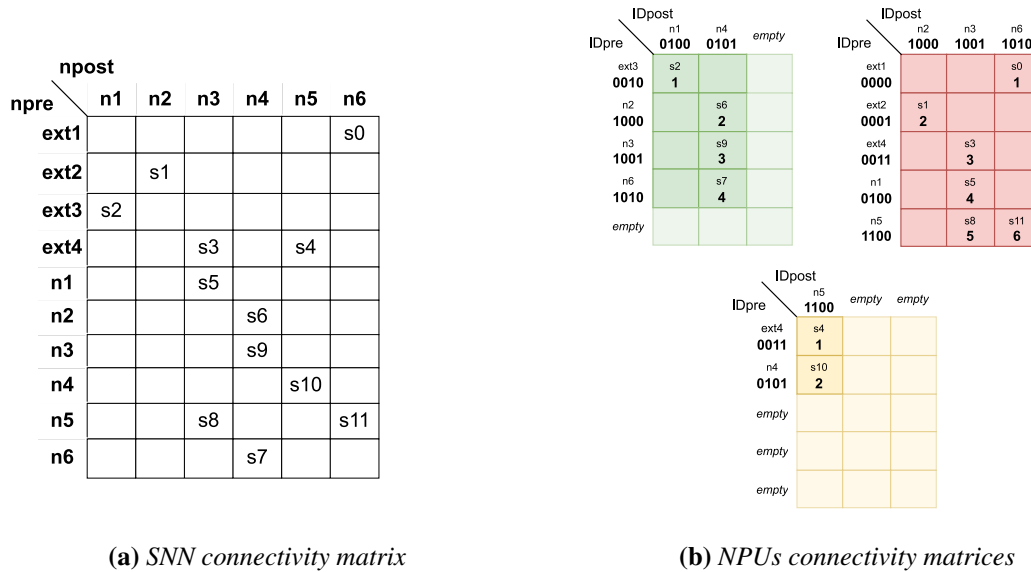 npost
npre n1 n2 n3 n4 n5 n6
ext1 s0
ext2 s1
ext3 s2
ext4 s3 s4
n1 s5
n2 s6
n3 s9
n4 s10
n5 s8 s11
n6 s7
(a) SNN connectivity matrix
IDpost
n1 n4
IDpre 0100 0101 empty
ext3 s2
0010 1
n2 s6
1000 2
n3 s9
1001 3
n6 s7
1010 4
empty
IDpost
n2 n3 n6
IDpre 1000 1001 1010
ext1 s0
0000 1
ext2 s1
0001 2
ext4 s3
0011 3
n1 s5
0100 4
n5 s8 s11
1100 5 6
IDpost
n5
IDpre 1100 empty empty
ext4 s4
0011 1
n4 s10
0101 2
empty
empty
empty
(b) NPUs connectivity matrices